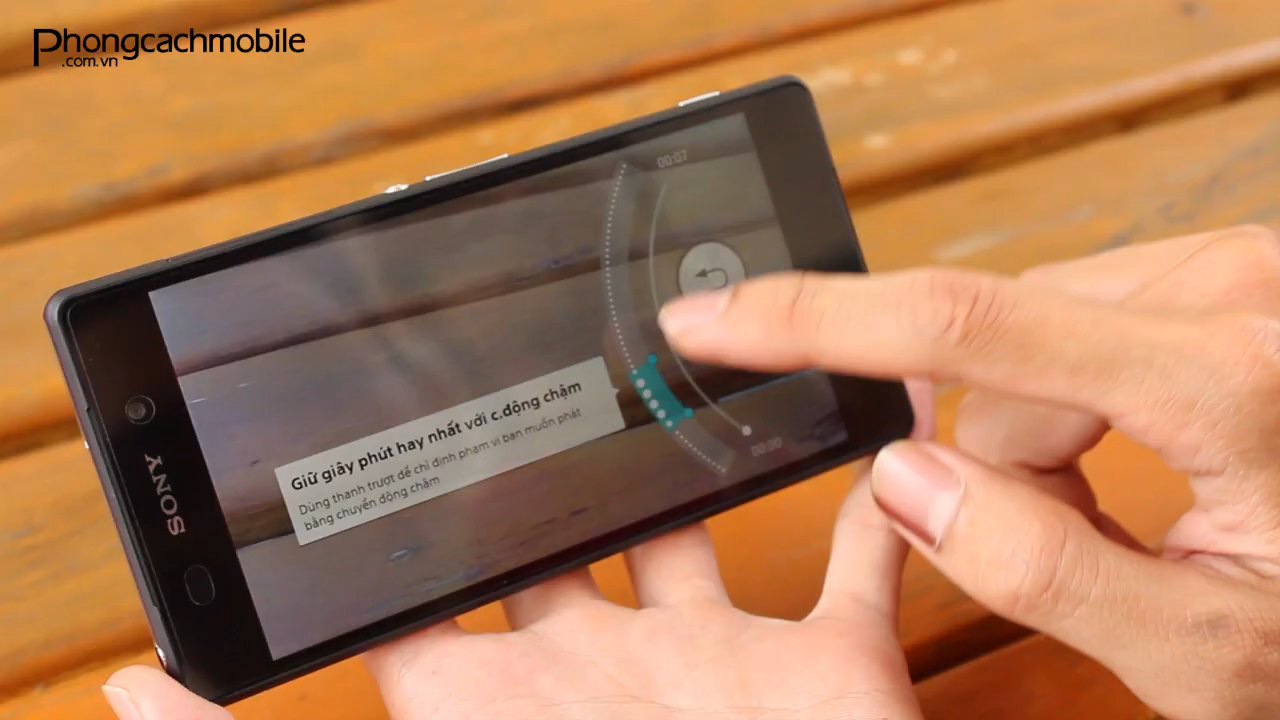 Phongcachmobile
.com.vn
00:07
Giữ giây phút hay nhất với c.động chậm
Dùng thanh trượt để chỉ định phạm vi bạn muốn phát
bằng chuyển động chậm
00:00
SONY